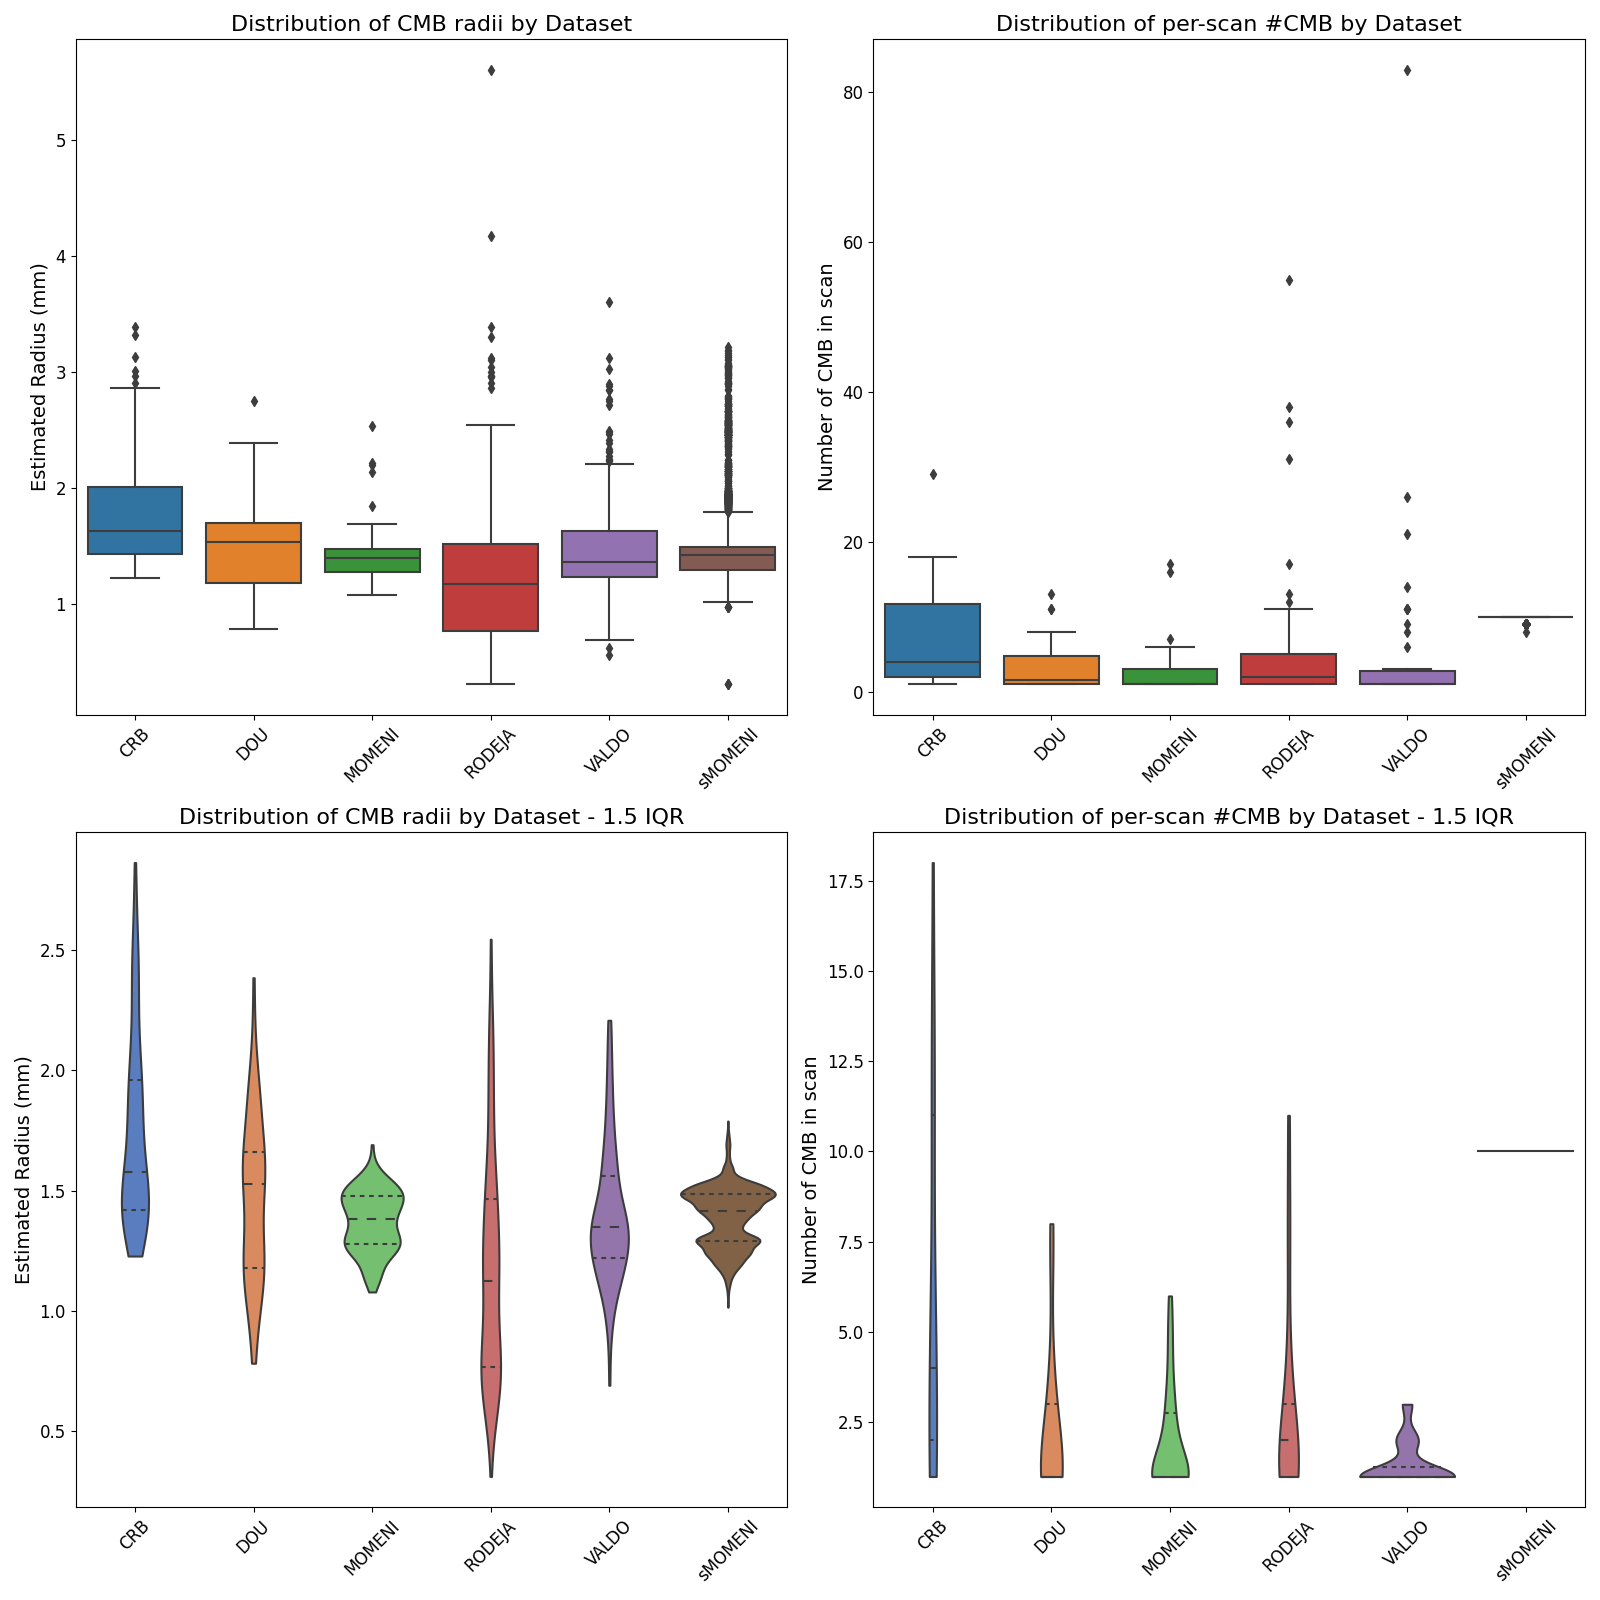 Distribution of CMB radii by Dataset
Estimated Radius (mm)
5
4
3
2
1
CRB
DOU
MOMENI
RODEJA
VALDO
sMOMENI
Distribution of per-scan #CMB by Dataset
Number of CMB in scan
80
60
40
20
0
CRB
DOU
MOMENI
RODEJA
VALDO
sMOMENI
Distribution of CMB radii by Dataset - 1.5 IQR
Estimated Radius (mm)
2.5
2.0
1.5
1.0
0.5
CRB
DOU
MOMENI
RODEJA
VALDO
sMOMENI
Distribution of per-scan #CMB by Dataset - 1.5 IQR
Number of CMB in scan
17.5
15.0
12.5
10.0
7.5
5.0
2.5
CRB
DOU
MOMENI
RODEJA
VALDO
sMOMENI